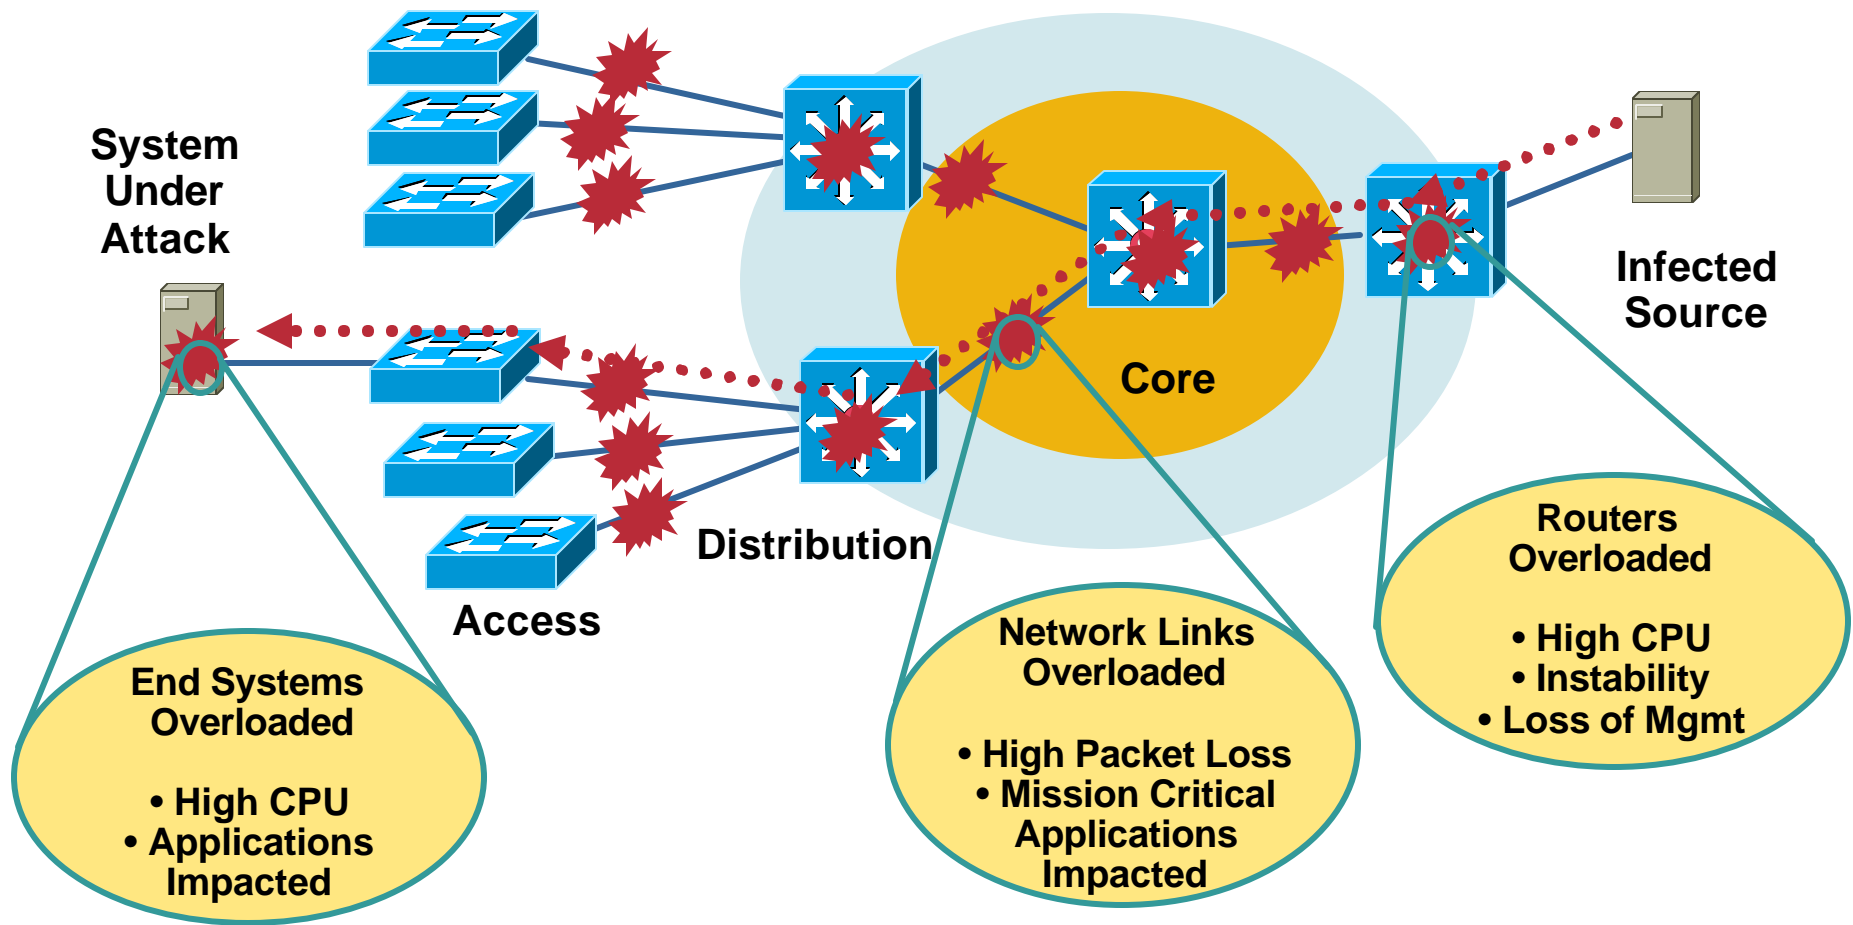 System
Under
Attack
Infected
Source
Core
Distribution
Access
End Systems
Overloaded
• High CPU
• Applications
Impacted
Network Links
Overloaded
• High Packet Loss
• Mission Critical
Applications
Impacted
Routers
Overloaded
• High CPU
• Instability
• Loss of Mgmt